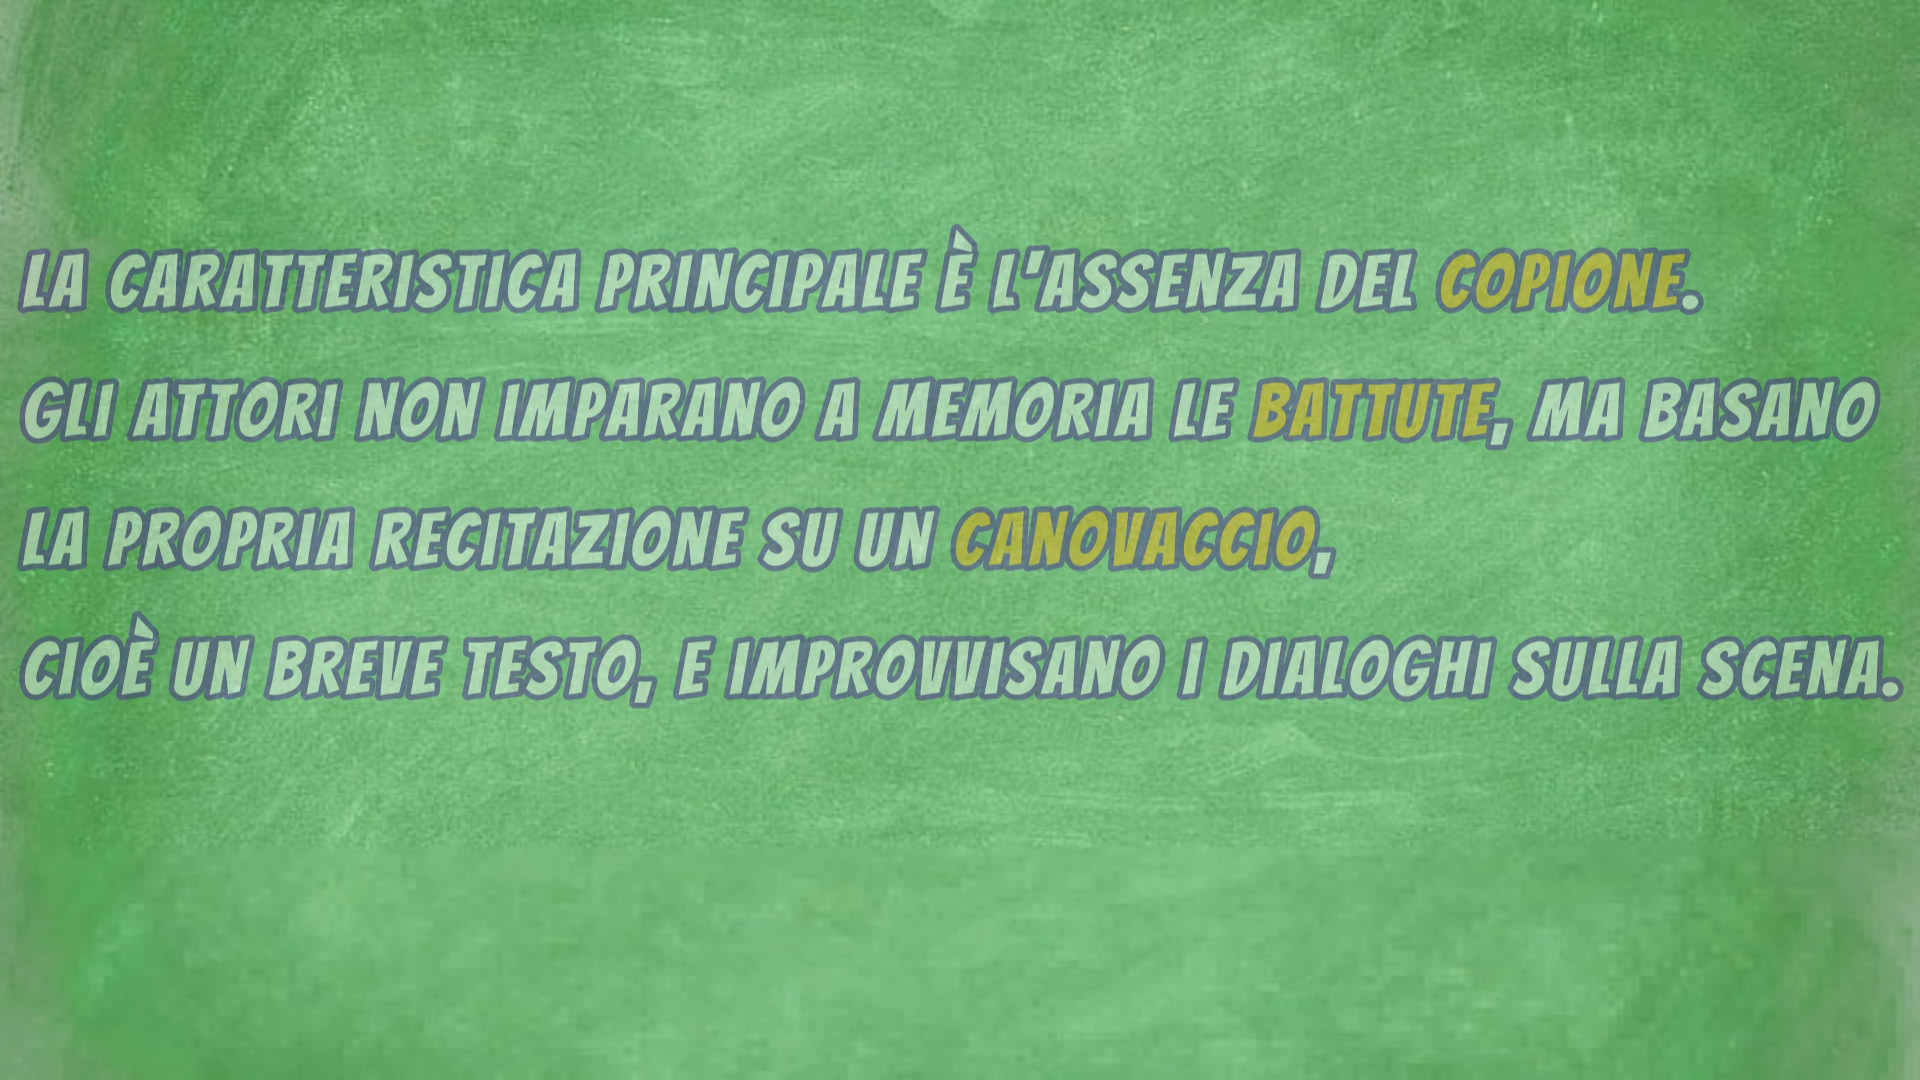 LA CARATTERISTICA PRINCIPALE È L'ASSENZA DEL COPIONE.
GLI ATTORI NON IMPARANO A MEMORIA LE BATTUTE, MA BASANO
LA PROPRIA RECITAZIONE SU UN CANOVACCIO,
CIOÈ UN BREVE TESTO, E IMPROVVISANO I DIALOGHI SULLA SCENA.